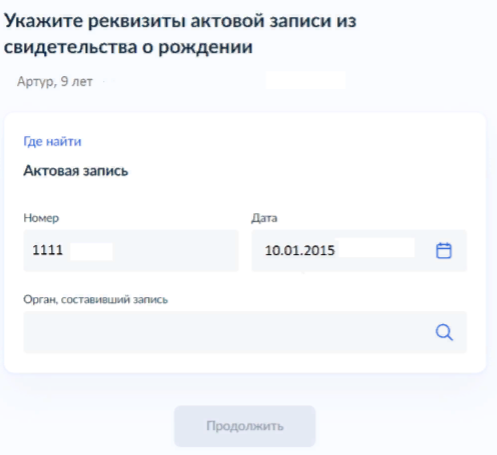 Укажите реквизиты актовой записи из
свидетельства о рождении
Артур, 9 лет
Где найти
Актовая запись
Номер
Дата
1111
10.01.2015
Орган, составивший запись
Продолжить